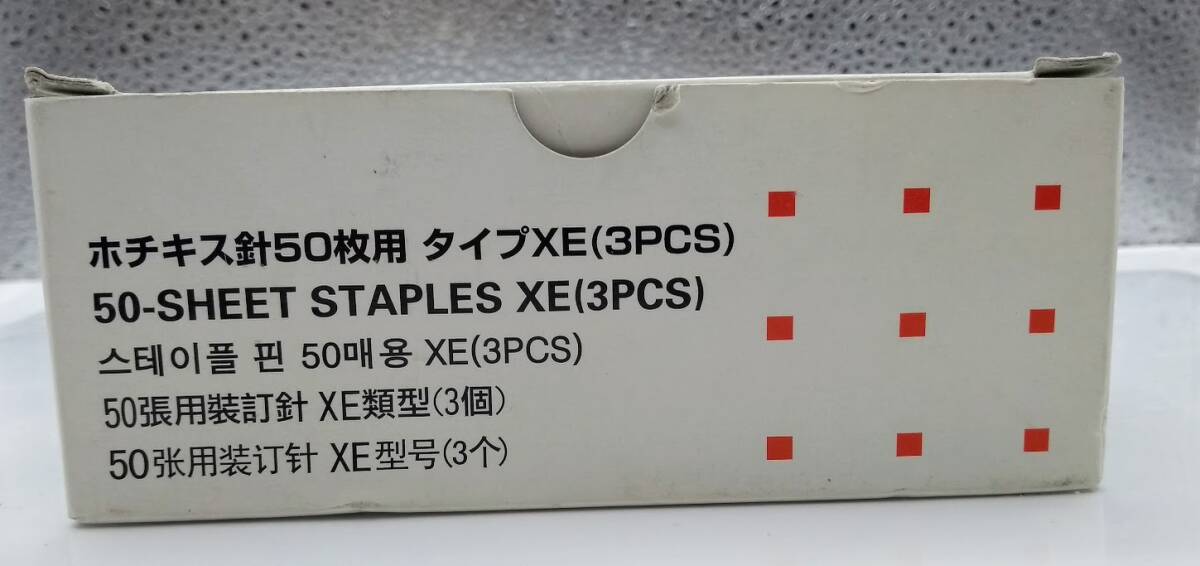 ホチキス針50枚用 タイプXE(3PCS)
50-SHEET STAPLES XE(3PCS)
스테이플 핀 50매용 XE(3PCS)
50張用裝訂針 XE類型(3個)
50张用装订针 XE型号(3个)